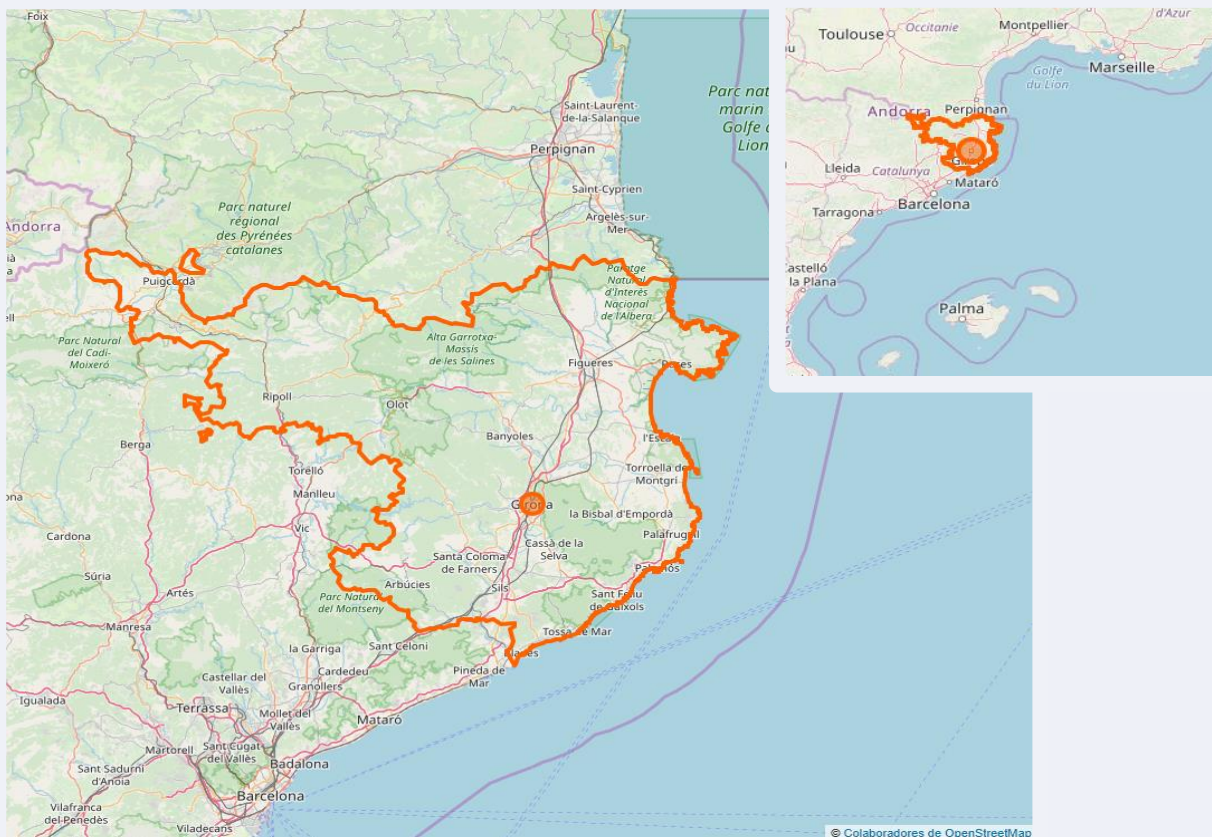 Foix
Saint-Laurent-
de-la-Salanque
Parc nat
marin
Golfe d
Lion
Perpignan
Saint-Cyprien
Argelès-sur-
Mer
Parc naturel
régional
des Pyrénées
catalanes
Andorra
Puigcerdà
Paratge
Natural
d'Interès
Nacional
de l'Albera
Parc Natural
del Cadí-
Moixeró
Alta Garrotxa-
Massís
de les Salines
Figueres
Roses
Ripoll
Olot
Berga
Banyoles
l'Escala
Torelló
Manlleu
Torroella de
Montgrí
Girona
la Bisbal d'Empordà
Vic
Cardona
Palafrugell
Cassà de la
Selva
Santa Coloma
de Farners
Palamós
Súria
Artés
Arbúcies
Sils
Sant Feliu
de Guíxols
Parc Natural
del Montseny
Manresa
Tossa de Mar
la Garriga
Sant Celoni
Blanes
Pineda de
Mar
Cardedeu
Castellar del
Vallès
Granollers
Igualada
Terrassa
Mollet del
Vallès
Mataró
Martorell
Sant Cugat
del Vallès
Badalona
Sant Sadurní
d'Anoia
Barcelona
Vilafranca
del Penedès
Viladecans
© Colaboradores de OpenStreetMap
d'Azur
Montpellier
Occitanie
Toulouse
Marseille
Golfe
du Lion
Perpignan
Andorra
Lleida
Catalunya
Mataró
Barcelona
Tarragona
Castelló
la Plana
Palma